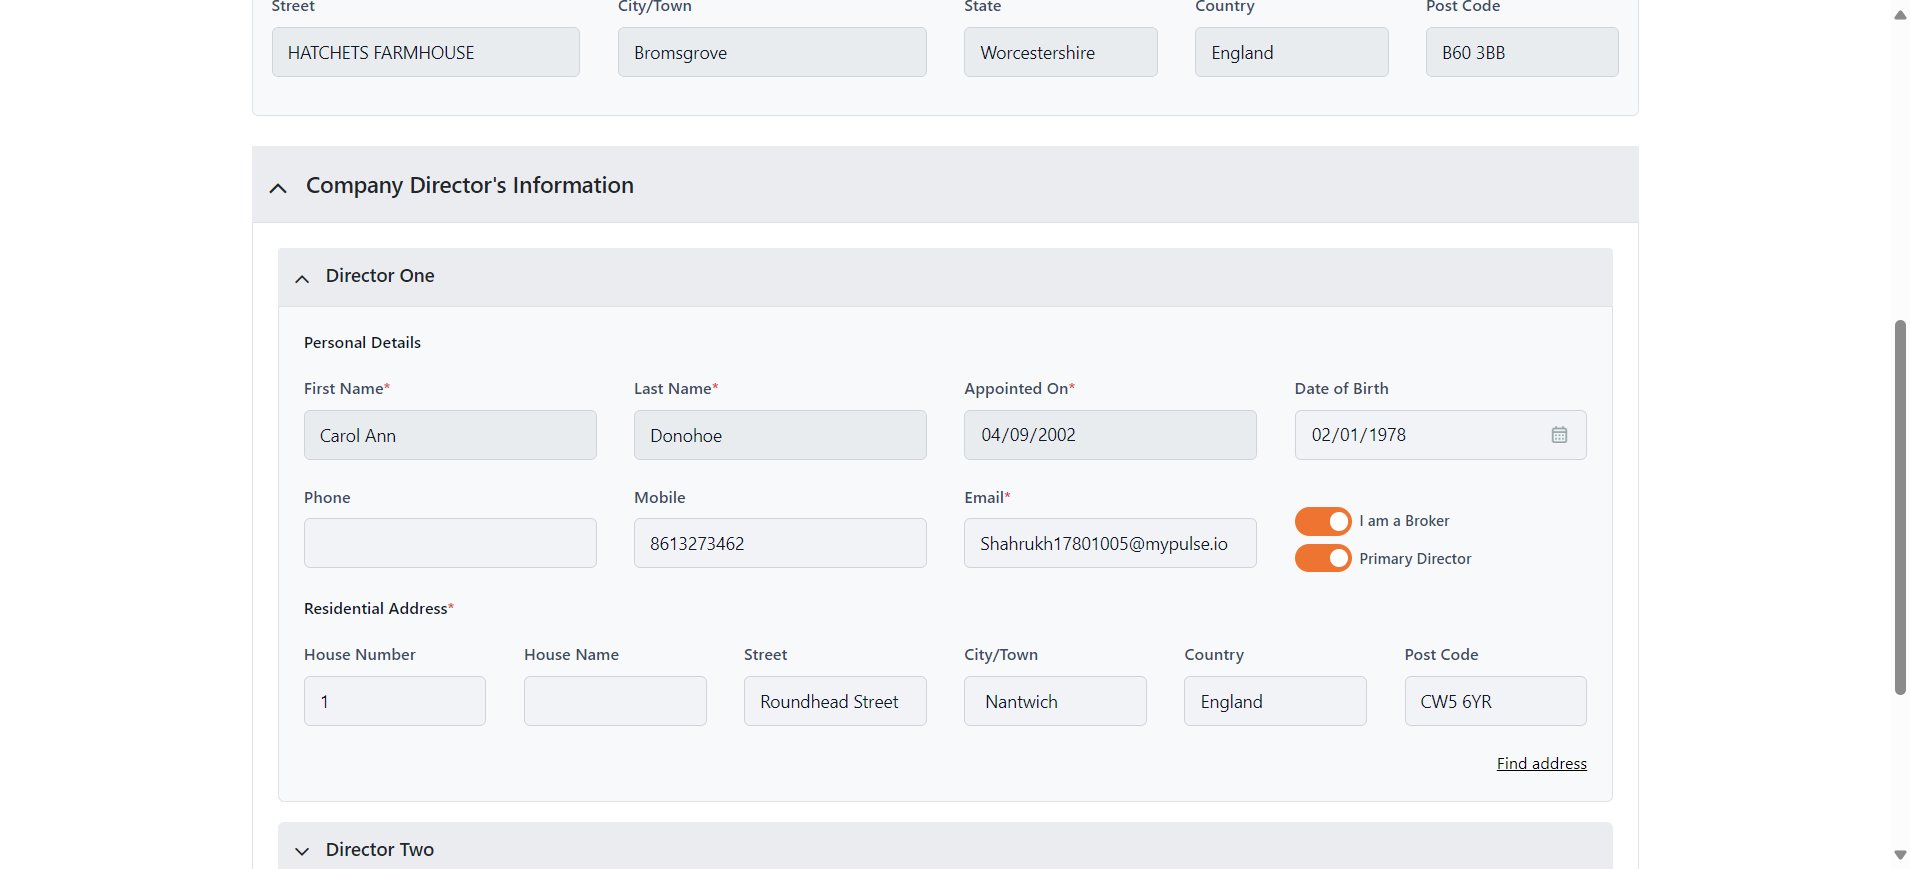 Street City/Town State Country Post Code
HATCHETS FARMHOUSE Bromsgrove Worcestershire England B60 3BB
Company Director's Information
Director One
Personal Details
First Name* Last Name* Appointed On* Date of Birth
Carol Ann Donohoe 04/09/2002 02/01/1978
Phone Mobile Email*
8613273462 Shahrukh17801005@mypulse.io
I am a Broker
Primary Director
Residential Address*
House Number House Name Street City/Town Country Post Code
1 Roundhead Street Nantwich England CW5 6YR
Find address
Director Two